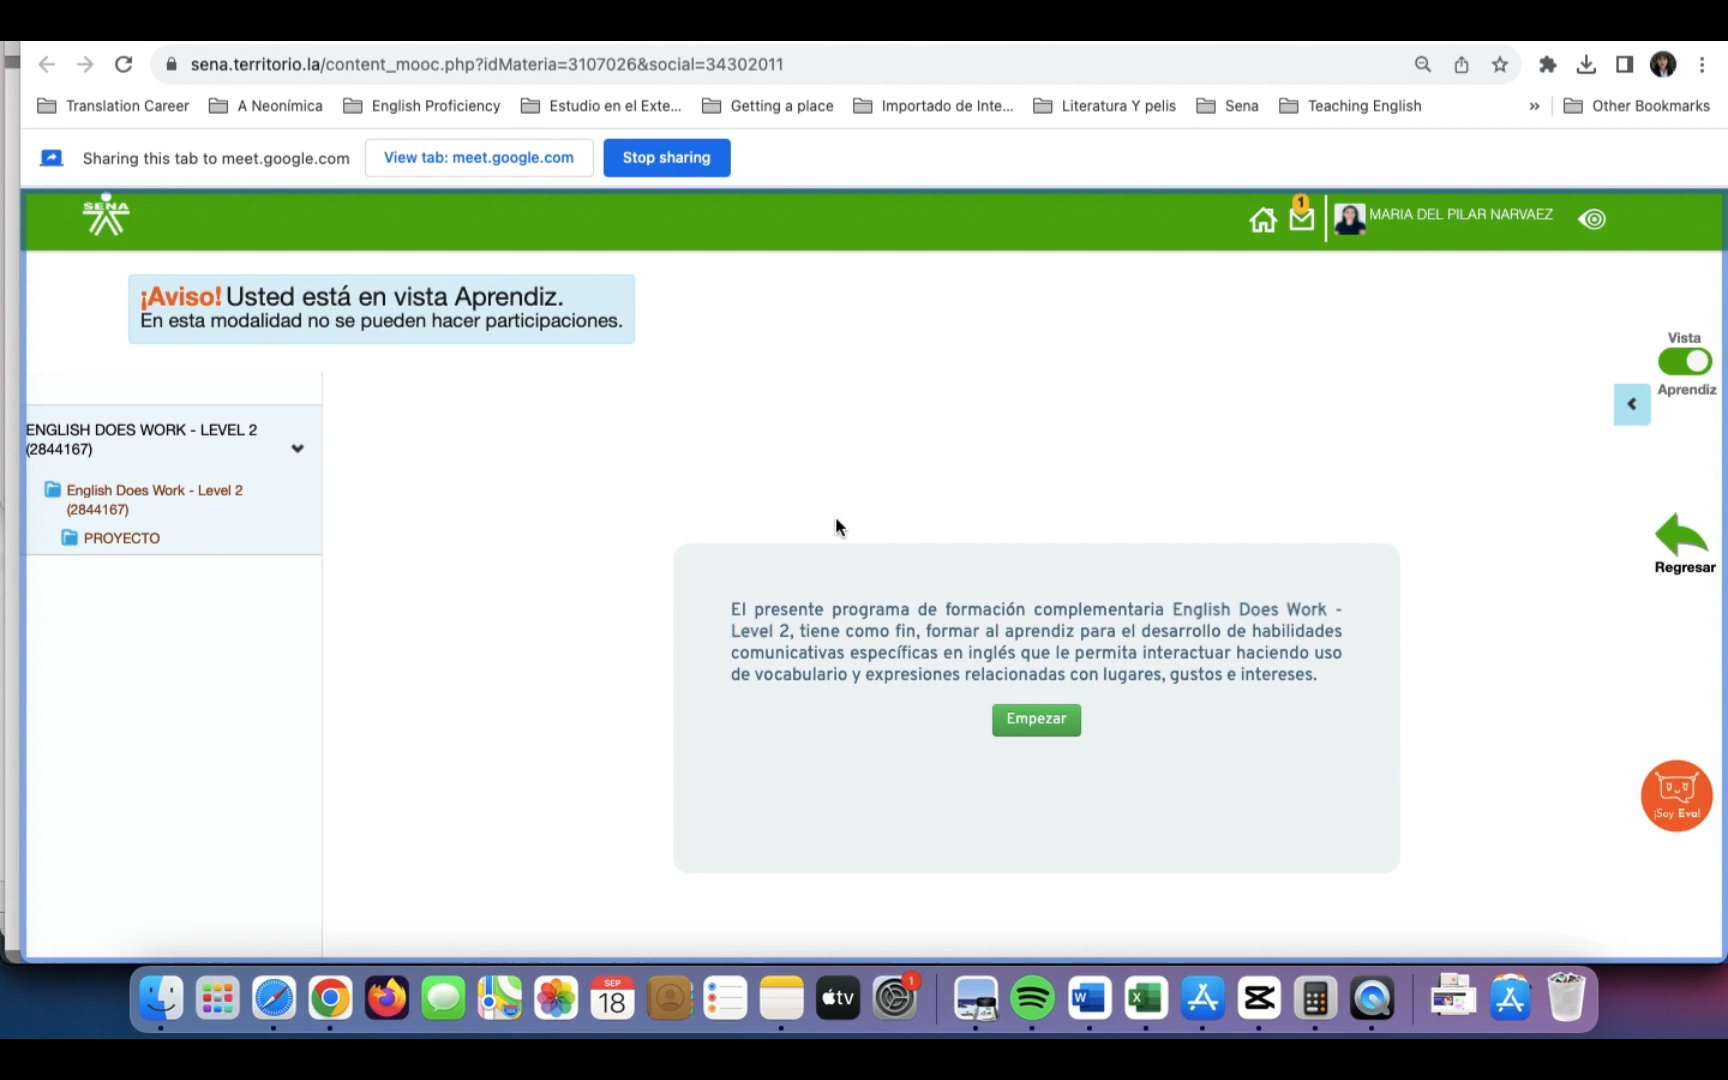 sena.territorio.la/content_mooc.php?idMateria=3107026&social=34302011
Translation Career
A Neonímica
English Proficiency
Estudio en el Exte...
Getting a place
Importado de Inte...
Literatura Y pelis
Sena
Teaching English
»
Other Bookmarks
Sharing this tab to meet.google.com
View tab: meet.google.com
Stop sharing
SENA
1
MARIA DEL PILAR NARVAEZ
¡Aviso! Usted está en vista Aprendiz.
En esta modalidad no se pueden hacer participaciones.
Vista
Aprendiz
ENGLISH DOES WORK - LEVEL 2
(2844167)
English Does Work - Level 2
(2844167)
PROYECTO
Regresar
El presente programa de formación complementaria English Does Work -
Level 2, tiene como fin, formar al aprendiz para el desarrollo de habilidades
comunicativas específicas en inglés que le permita interactuar haciendo uso
de vocabulario y expresiones relacionadas con lugares, gustos e intereses.
Empezar
¡Soy Eva!
SEP
18
tv
1
W
X